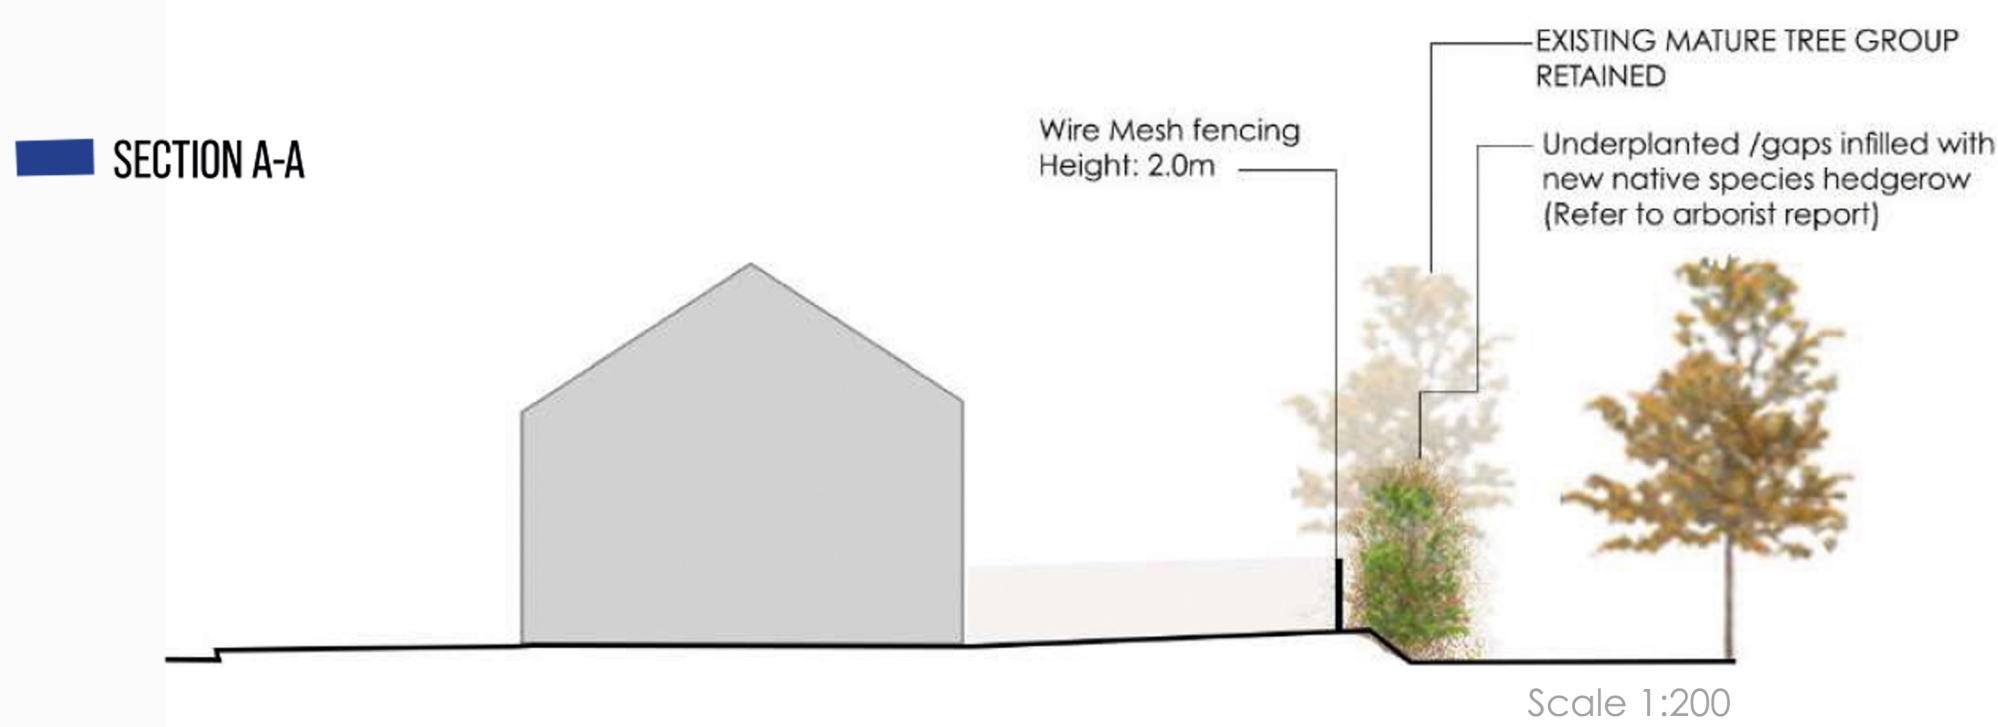 SECTION A-A
Wire Mesh fencing
Height: 2.0m
EXISTING MATURE TREE GROUP
RETAINED
Underplanted /gaps infilled with
new native species hedgerow
(Refer to arborist report)
Scale 1:200